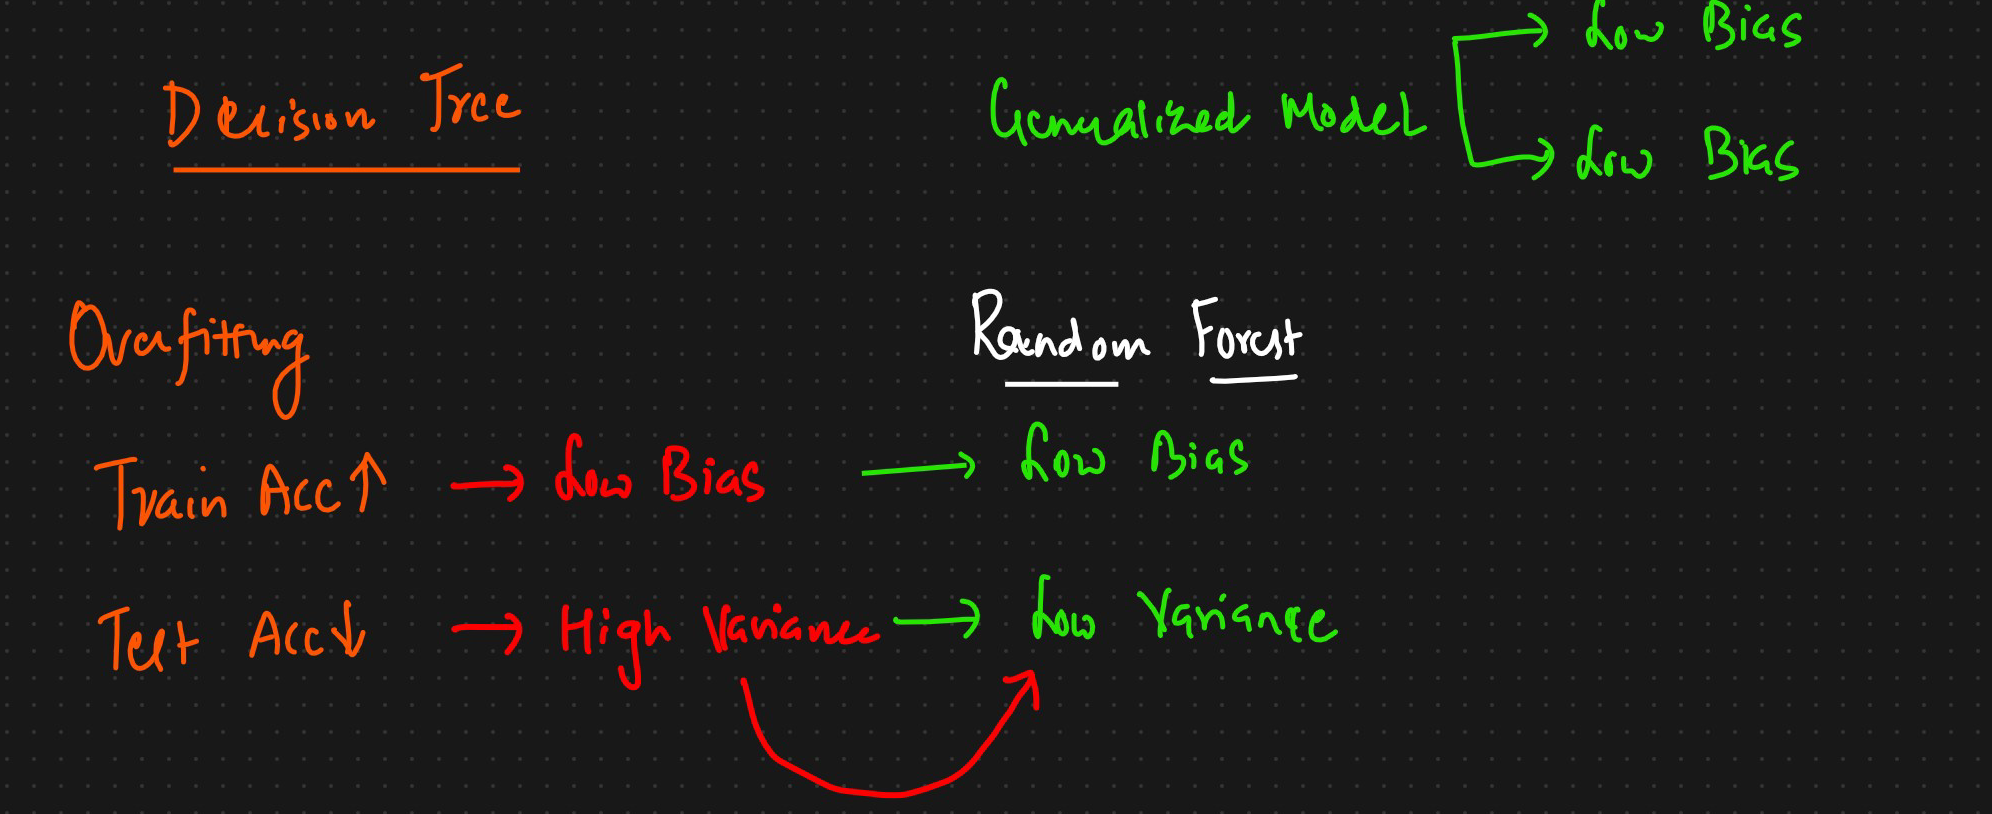 → Low Bias
Decision Tree
Generalized Model
→ Low Bias
Overfitting
Random Forest
Train Acc ↑ → Low Bias → Low Bias
Test Acc ↓ → High Variance → Low Variance